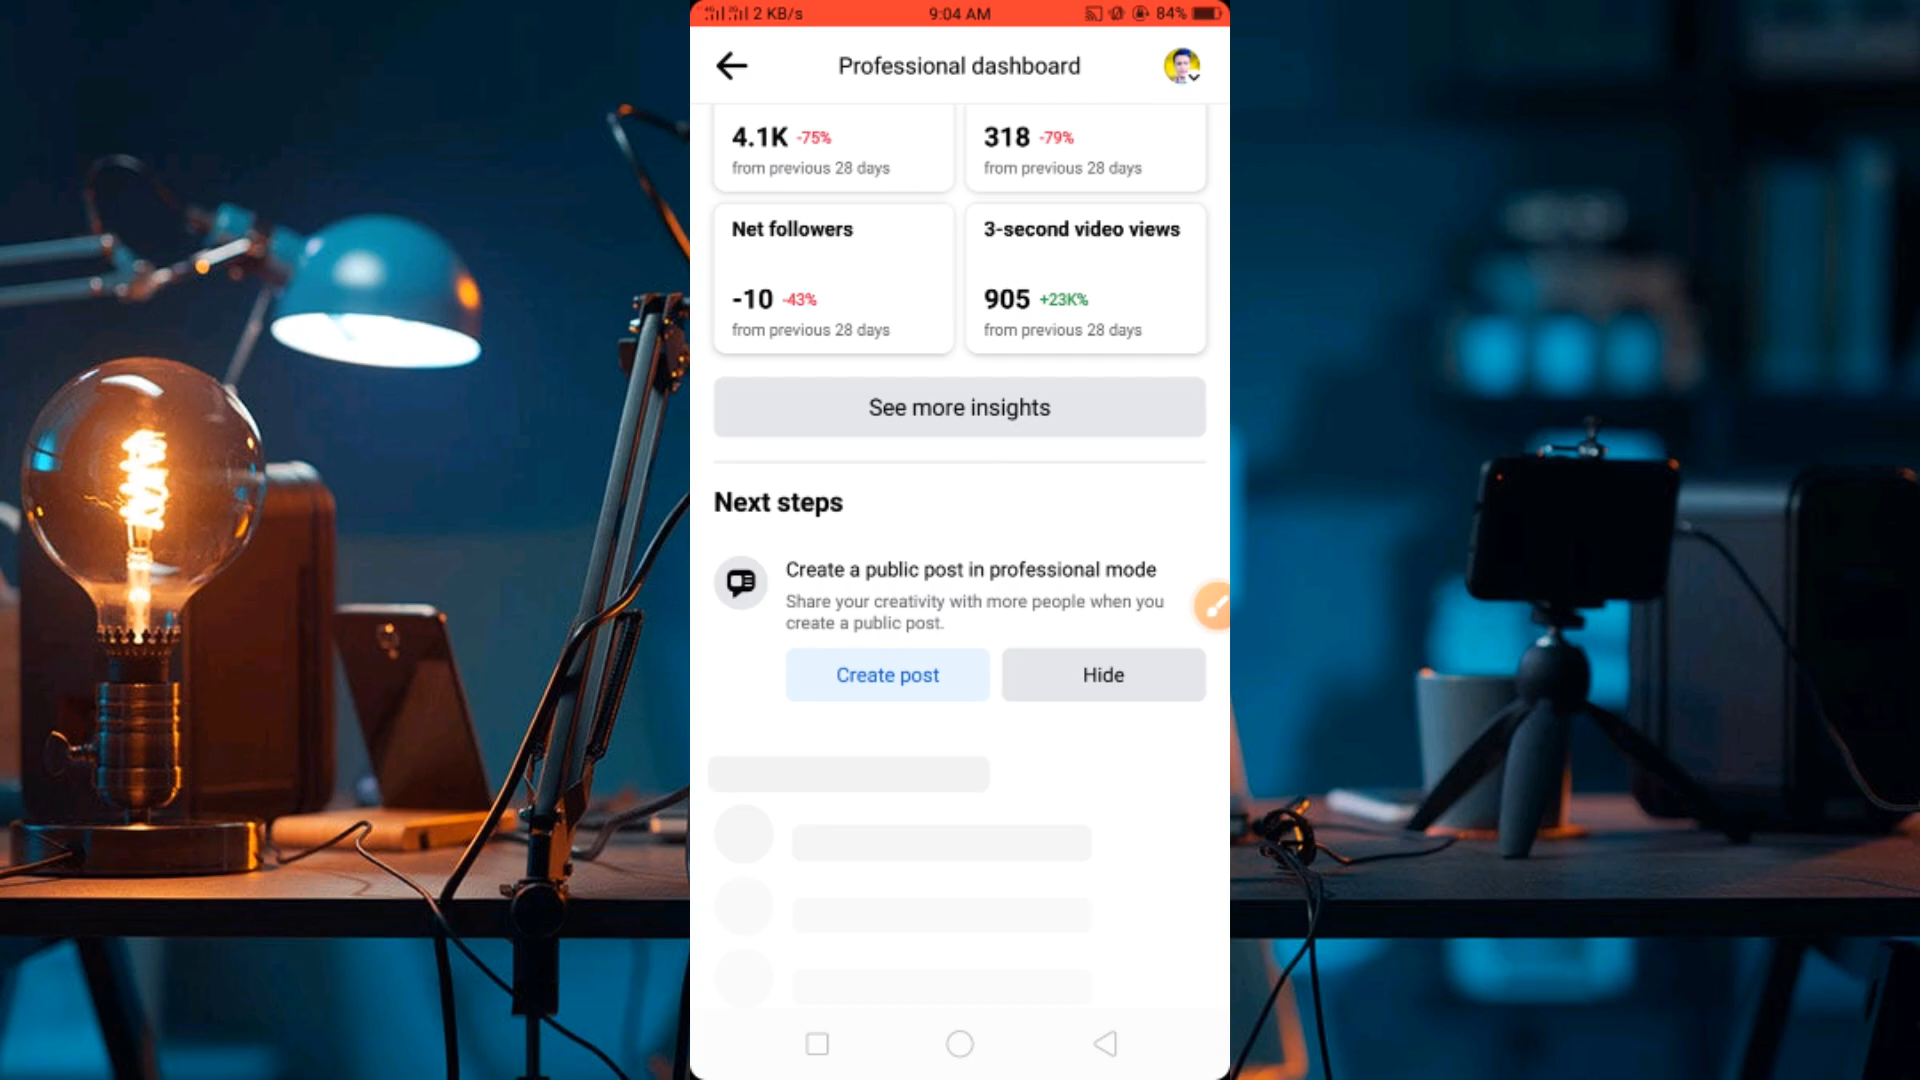 2 KB/s 9:04 AM 84%
Professional dashboard
4.1K -75%
from previous 28 days
318 -79%
from previous 28 days
Net followers
-10 -43%
from previous 28 days
3-second video views
905 +23K%
from previous 28 days
See more insights
Next steps
Create a public post in professional mode
Share your creativity with more people when you
create a public post.
Create post
Hide